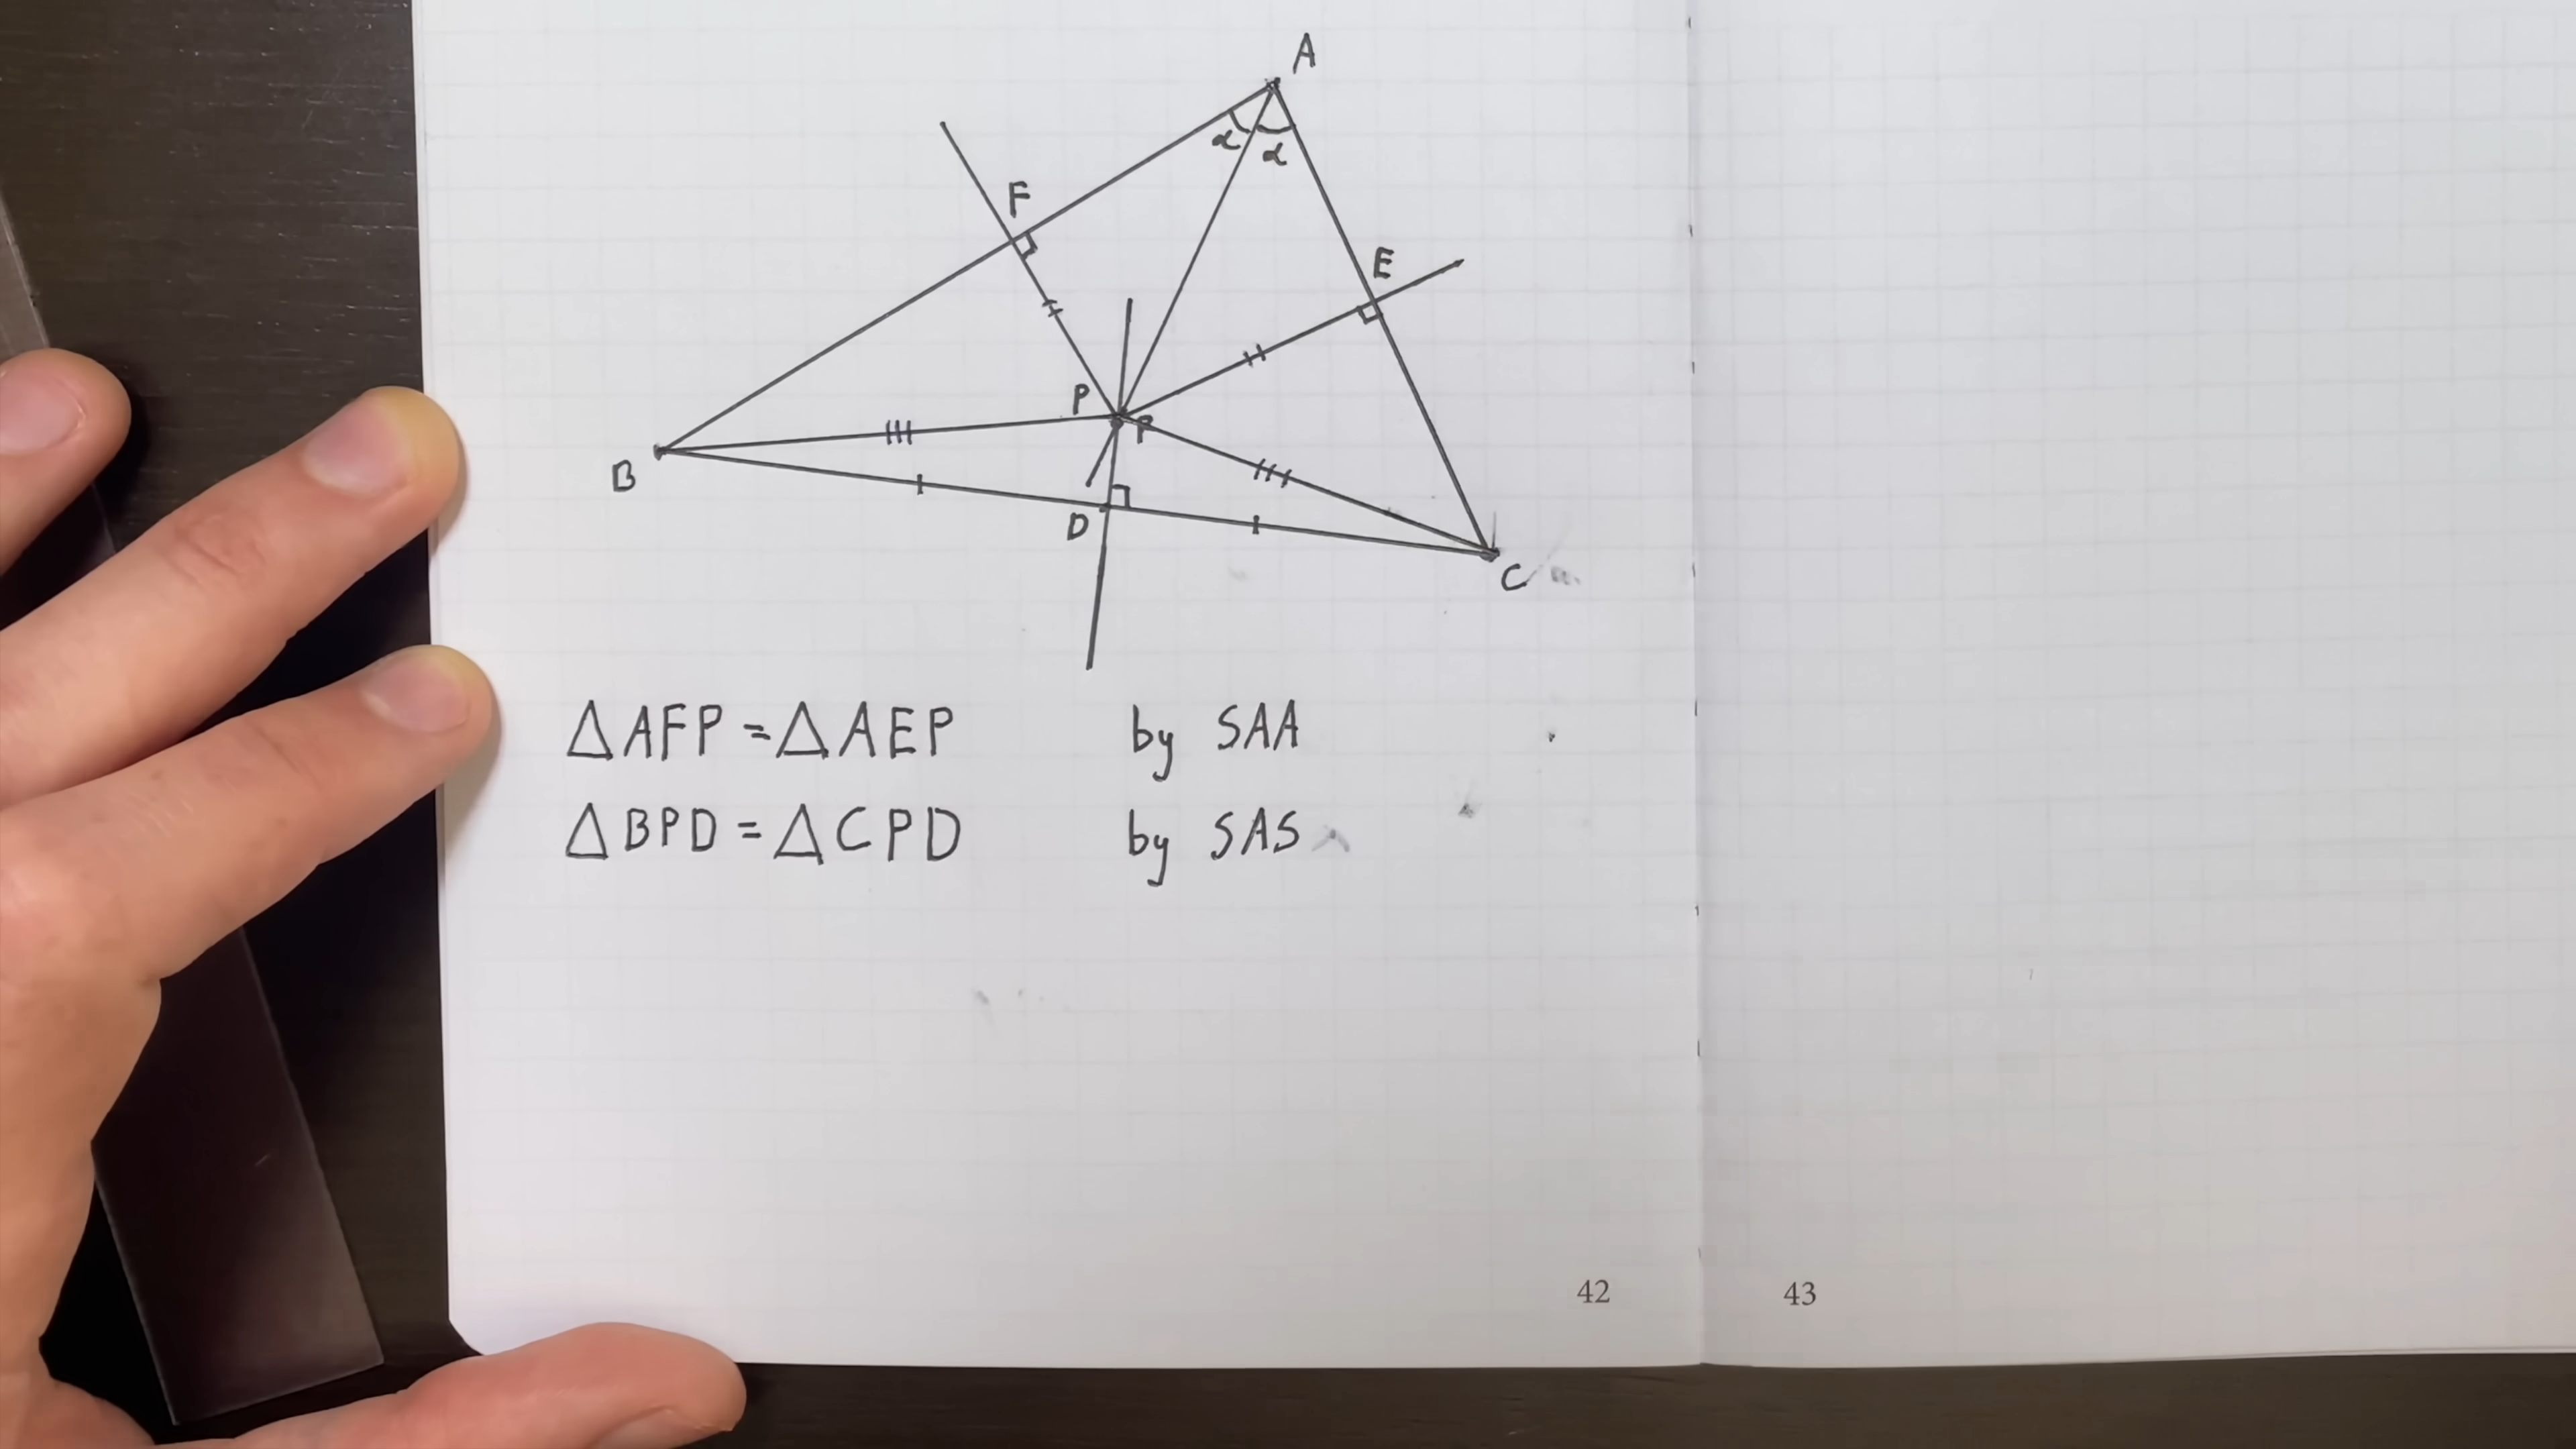 A
α α
F
E
P
P
B
D
C
△AFP = △AEP by SAA
△BPD = △CPD by SAS
42 43